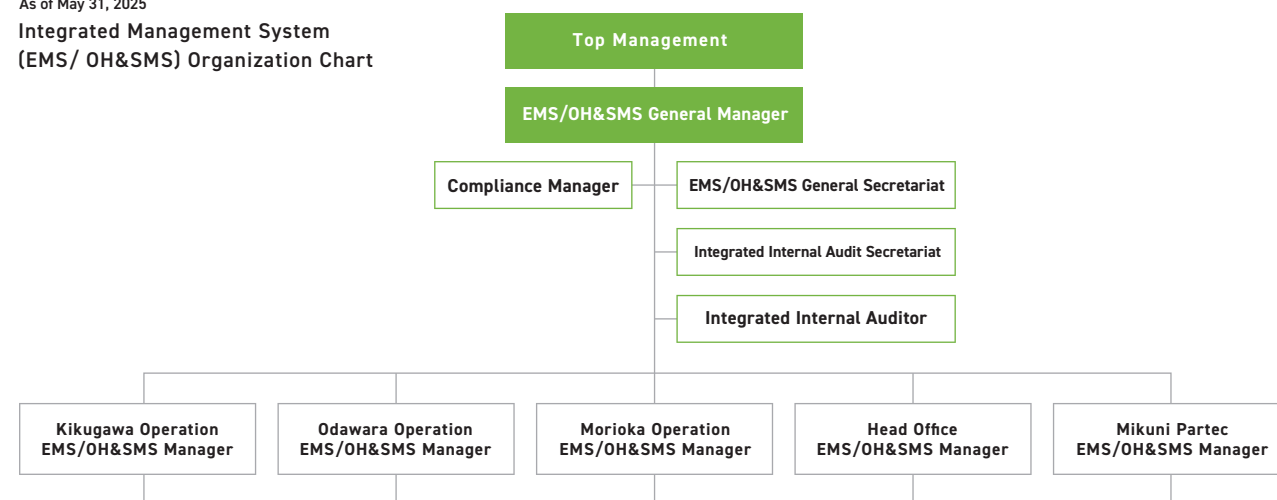 As of May 31, 2025
Integrated Management System
(EMS/ OH&SMS) Organization Chart
Top Management
EMS/OH&SMS General Manager
Compliance Manager
EMS/OH&SMS General Secretariat
Integrated Internal Audit Secretariat
Integrated Internal Auditor
Kikugawa Operation
EMS/OH&SMS Manager
Odawara Operation
EMS/OH&SMS Manager
Morioka Operation
EMS/OH&SMS Manager
Head Office
EMS/OH&SMS Manager
Mikuni Partec
EMS/OH&SMS Manager